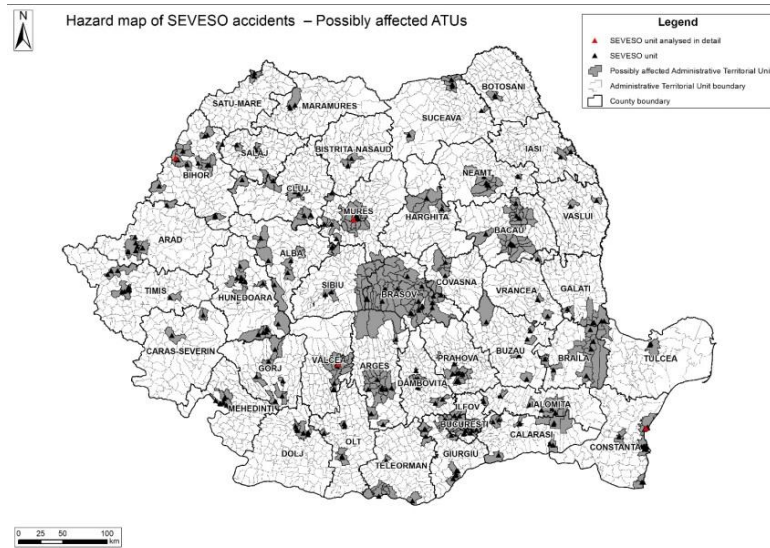 N
Hazard map of SEVESO accidents – Possibly affected ATUs
Legend
SEVESO unit analysed in detail
SEVESO unit
Possibly affected Administrative Territorial Unit
Administrative Territorial Unit boundary
County boundary
BOTOSANI
SATU-MARE
MARAMURES
SUCEAVA
BISTRITA-NASAUD
IASI
SALAJ
BIHOR
NEAMT
CLUJ
MURES
HARGHITA
VASLUI
BACAU
ARAD
ALBA
COVASNA
SIBIU
BRASOV
VRANCEA
GALATI
TIMIS
HUNEDOARA
CARAS-SEVERIN
VALCEA
ARGES
PRAHOVA
BUZAU
BRAILA
TULCEA
GORJ
DAMBOVITA
MEHEDINTI
ILFOV
IALOMITA
BUCURESTI
CALARASI
CONSTANTA
OLT
DOLJ
GIURGIU
TELEORMAN
0 25 50 100
km